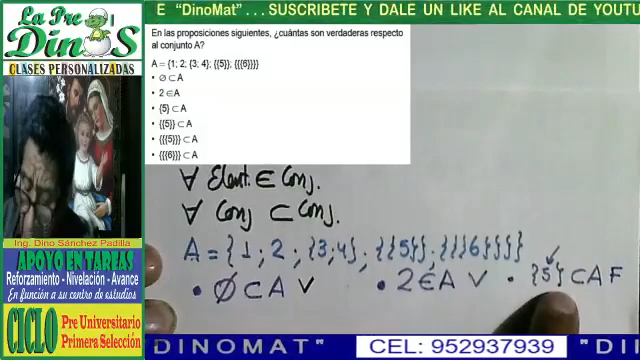 La Pre
DinoS
CLASES PERSONALIZADAS
E “DinoMat”... SUSCRIBETE Y DALE UN LIKE AL CANAL DE YOUTU
En las proposiciones siguientes, ¿cuántas son verdaderas respecto
al conjunto A?
A = {1; 2; {3; 4}; {{5}}; {{{6}}}}
• ∅ ⊂ A
• 2 ∈ A
• {5} ⊂ A
• {{5}} ⊂ A
• {{{5}}} ⊂ A
• {{{6}}} ⊂ A
∀ Elent. ∈ Conj.
∀ Conj ⊂ Conj.
A = { 1 ; 2 ; {3;4} ; {{5}} ; {{{6}}}}
• ∅ ⊂ A V • 2 ∈ A V • {5} ⊂ A F
Ing. Dino Sánchez Padilla
APOYO EN TAREAS
Reforzamiento - Nivelación - Avance
En función a su centro de estudios
CICLO Pre Universitario
Primera Selección
DINOMAT" CEL: 952937939 "DI